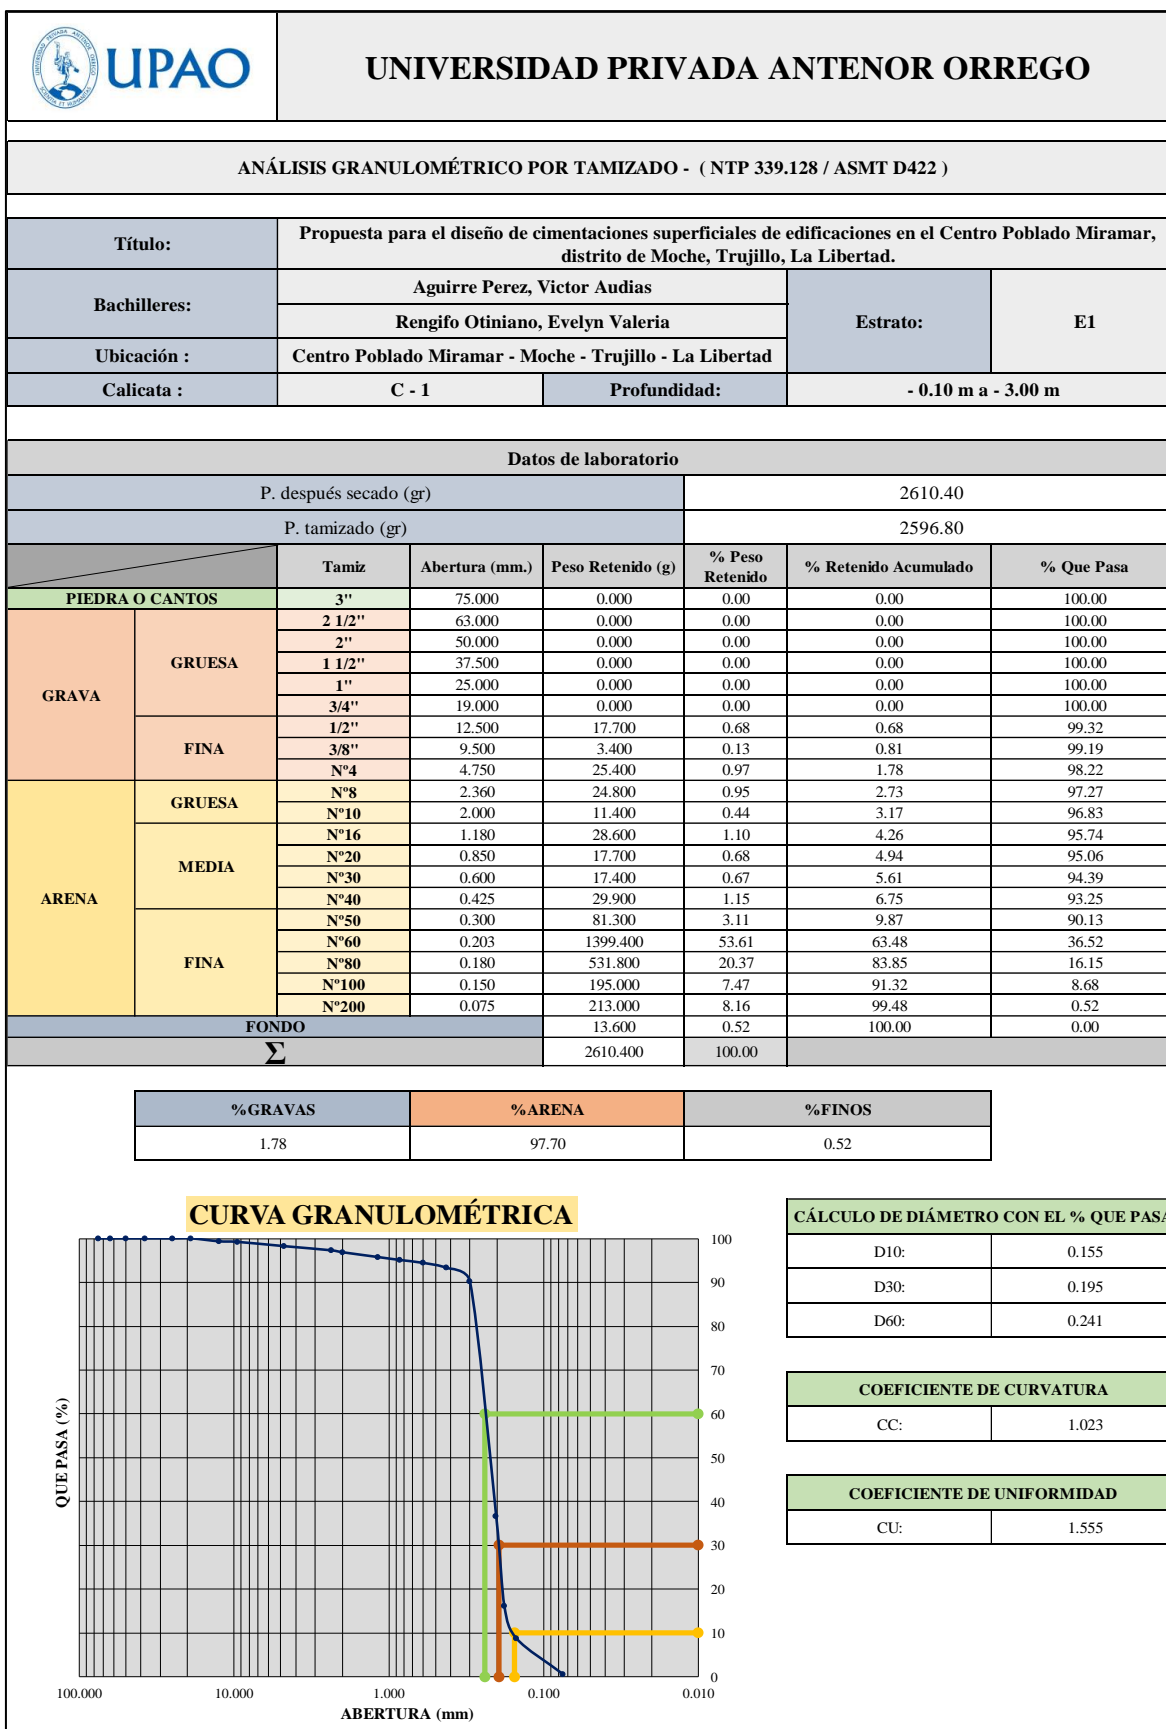 UPAO
UNIVERSIDAD PRIVADA ANTENOR ORREGO
ANÁLISIS GRANULOMÉTRICO POR TAMIZADO - ( NTP 339.128 / ASMT D422 )
Título:
Propuesta para el diseño de cimentaciones superficiales de edificaciones en el Centro Poblado Miramar,
distrito de Moche, Trujillo, La Libertad.
Bachilleres:
Aguirre Perez, Victor Audias
Rengifo Otiniano, Evelyn Valeria
Estrato:
E1
Ubicación :
Centro Poblado Miramar - Moche - Trujillo - La Libertad
Calicata :
C - 1
Profundidad:
- 0.10 m a - 3.00 m
Datos de laboratorio
P. después secado (gr) 2610.40
P. tamizado (gr) 2596.80
Tamiz Abertura (mm.) Peso Retenido (g) % Peso Retenido % Retenido Acumulado % Que Pasa
PIEDRA O CANTOS 3" 75.000 0.000 0.00 0.00 100.00
GRAVA
GRUESA
2 1/2" 63.000 0.000 0.00 0.00 100.00
2" 50.000 0.000 0.00 0.00 100.00
1 1/2" 37.500 0.000 0.00 0.00 100.00
1" 25.000 0.000 0.00 0.00 100.00
3/4" 19.000 0.000 0.00 0.00 100.00
FINA
1/2" 12.500 17.700 0.68 0.68 99.32
3/8" 9.500 3.400 0.13 0.81 99.19
Nº4 4.750 25.400 0.97 1.78 98.22
ARENA
GRUESA
Nº8 2.360 24.800 0.95 2.73 97.27
Nº10 2.000 11.400 0.44 3.17 96.83
MEDIA
Nº16 1.180 28.600 1.10 4.26 95.74
Nº20 0.850 17.700 0.68 4.94 95.06
Nº30 0.600 17.400 0.67 5.61 94.39
Nº40 0.425 29.900 1.15 6.75 93.25
FINA
Nº50 0.300 81.300 3.11 9.87 90.13
Nº60 0.203 1399.400 53.61 63.48 36.52
Nº80 0.180 531.800 20.37 83.85 16.15
Nº100 0.150 195.000 7.47 91.32 8.68
Nº200 0.075 213.000 8.16 99.48 0.52
FONDO 13.600 0.52 100.00 0.00
Σ 2610.400 100.00
%GRAVAS %ARENA %FINOS
1.78 97.70 0.52
CURVA GRANULOMÉTRICA
QUE PASA (%)
100
90
80
70
60
50
40
30
20
10
0
100.000 10.000 1.000 0.100 0.010
ABERTURA (mm)
CÁLCULO DE DIÁMETRO CON EL % QUE PASA
D10: 0.155
D30: 0.195
D60: 0.241
COEFICIENTE DE CURVATURA
CC: 1.023
COEFICIENTE DE UNIFORMIDAD
CU: 1.555